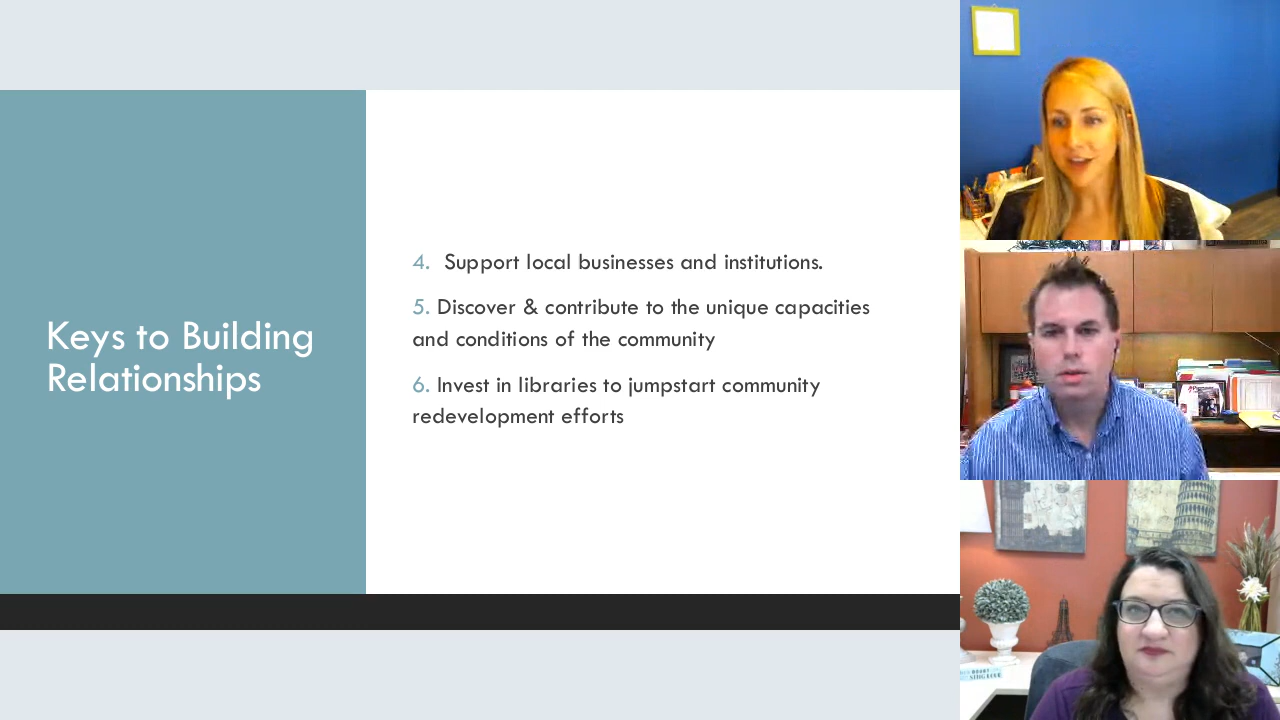 Keys to Building
Relationships
4. Support local businesses and institutions.
5. Discover & contribute to the unique capacities
and conditions of the community
6. Invest in libraries to jumpstart community
redevelopment efforts